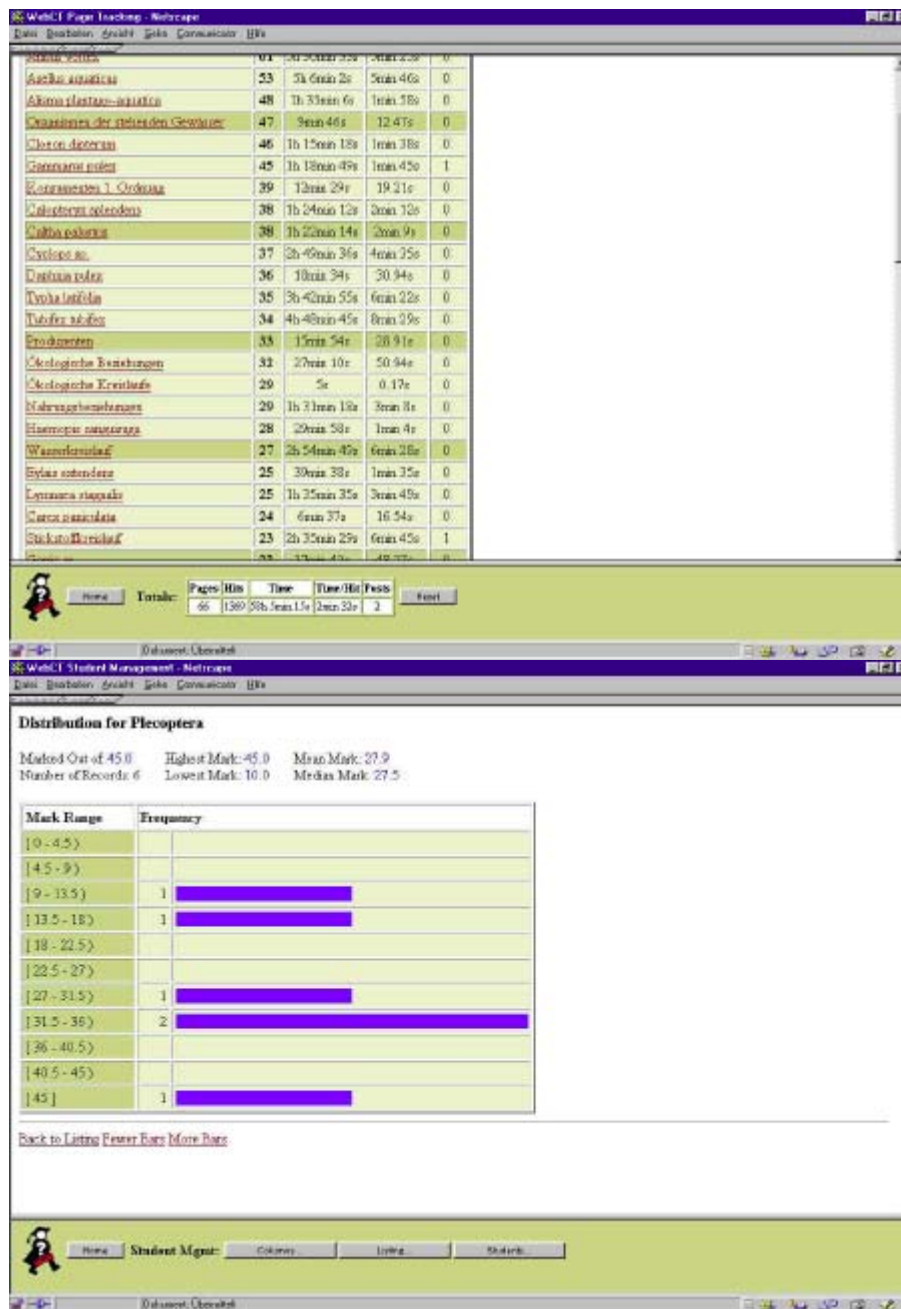 WebCT Page Tracking - Netscape
Datei Bearbeiten Ansicht Gehe Communicator Hilfe
Asellus aquaticus 53 5h 6min 2s 5min 46s 0
48 1h 33min 6s 1min 58s 0
Organismen der stehenden Gewässer 47 9min 46s 12.47s 0
Cloeon dipterum 46 1h 15min 18s 1min 38s 0
Gammarus pulex 45 1h 18min 49s 1min 45s 1
Konsumenten 1. Ordnung 39 12min 29s 19.21s 0
Calopteryx splendens 38 1h 24min 12s 2min 12s 0
Caltha palustris 38 1h 22min 14s 2min 9s 0
Cyclops sp. 37 2h 49min 36s 4min 35s 0
Daphnia pulex 36 18min 34s 30.94s 0
Typha latifolia 35 3h 42min 55s 6min 22s 0
Tubifex tubifex 34 4h 48min 45s 8min 29s 0
Produzenten 33 15min 54s 28.91s 0
Ökologische Beziehungen 32 27min 10s 50.94s 0
Ökologische Kreisläufe 29 5s 0.17s 0
Nahrungsbeziehungen 29 1h 31min 18s 3min 8s 0
Haemopis sanguisuga 28 29min 58s 1min 4s 0
Wasserkreislauf 27 2h 54min 49s 6min 28s 0
Eylais extendens 25 39min 38s 1min 35s 0
Lymnaea stagnalis 25 1h 35min 35s 3min 49s 0
Carex paniculata 24 6min 37s 16.54s 0
Stickstoffkreislauf 23 2h 35min 29s 6min 45s 1
Home Totals: Reset
Pages Hits Time Time/Hit Posts
66 1369 58h 5min 15s 2min 32s 2
Dokument: Übermittelt
WebCT Student Management - Netscape
Datei Bearbeiten Ansicht Gehe Communicator Hilfe
Distribution for Plecoptera
Marked Out of: 45.0 Highest Mark: 45.0 Mean Mark: 27.9
Number of Records: 6 Lowest Mark: 10.0 Median Mark: 27.5
Mark Range Frequency
[ 0 - 4.5 )
[ 4.5 - 9 )
[ 9 - 13.5 ) 1
[ 13.5 - 18 ) 1
[ 18 - 22.5 )
[ 22.5 - 27 )
[ 27 - 31.5 ) 1
[ 31.5 - 36 ) 2
[ 36 - 40.5 )
[ 40.5 - 45 )
[ 45 ] 1
Back to Listing Fewer Bars More Bars
Home Student Mgmt: Columns... Listing... Students...
Dokument: Übermittelt